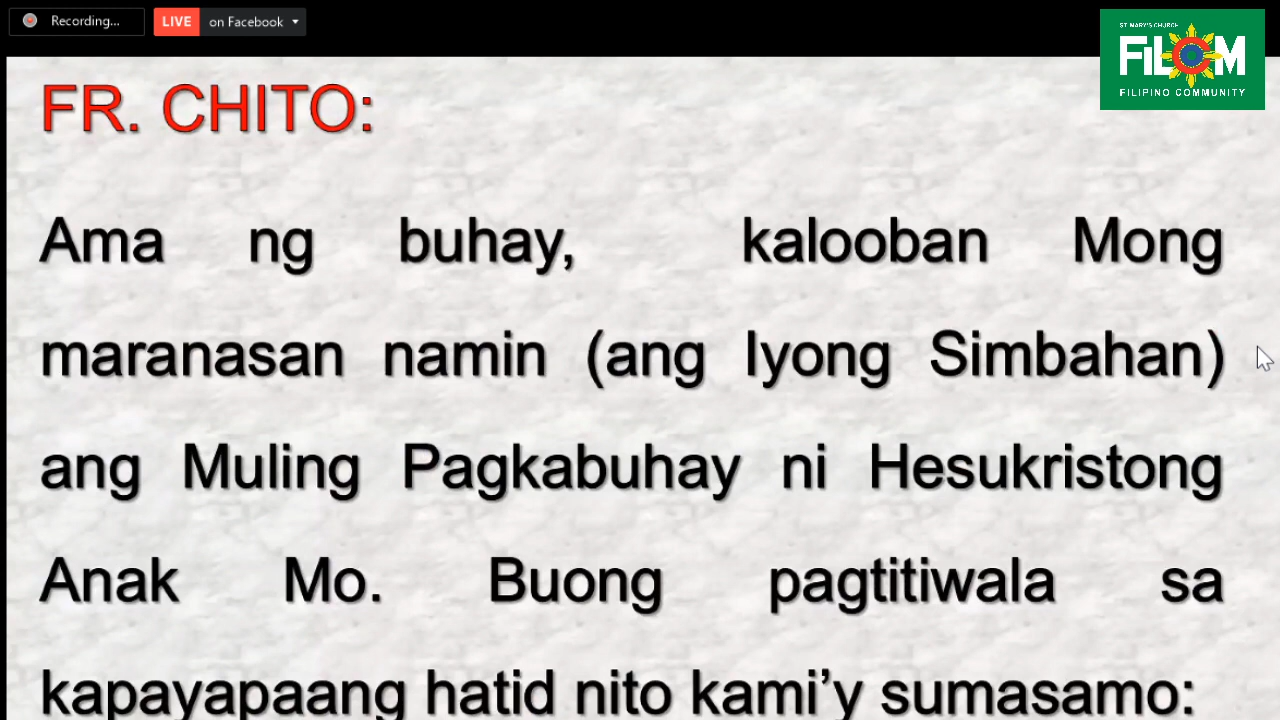 Recording...
LIVE on Facebook
ST MARY'S CHURCH
FILCOM
FILIPINO COMMUNITY
FR. CHITO:
Ama ng buhay, kalooban Mong
maranasan namin (ang Iyong Simbahan)
ang Muling Pagkabuhay ni Hesukristong
Anak Mo. Buong pagtitiwala sa
kapayapaang hatid nito kami’y sumasamo: